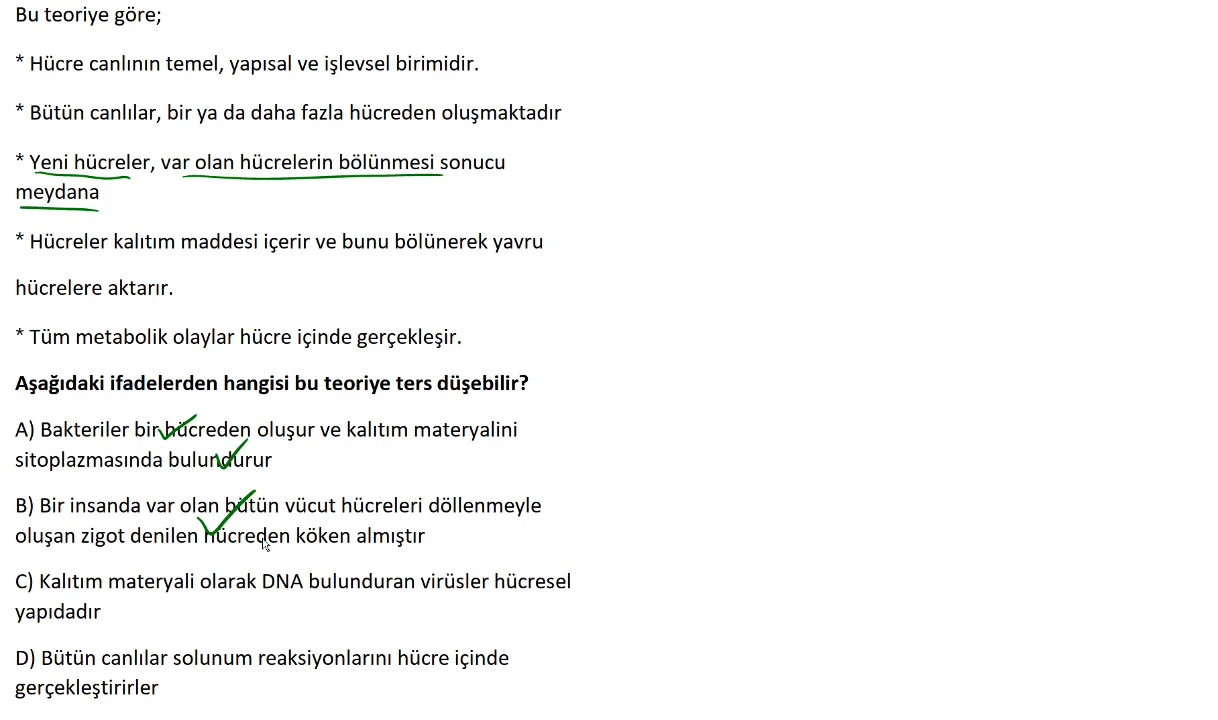 Bu teoriye göre;
* Hücre canlının temel, yapısal ve işlevsel birimidir.
* Bütün canlılar, bir ya da daha fazla hücreden oluşmaktadır
* Yeni hücreler, var olan hücrelerin bölünmesi sonucu
meydana
* Hücreler kalıtım maddesi içerir ve bunu bölünerek yavru
hücrelere aktarır.
* Tüm metabolik olaylar hücre içinde gerçekleşir.
Aşağıdaki ifadelerden hangisi bu teoriye ters düşebilir?
A) Bakteriler bir hücreden oluşur ve kalıtım materyalini
sitoplazmasında bulundurur
B) Bir insanda var olan bütün vücut hücreleri döllenmeyle
oluşan zigot denilen hücreden köken almıştır
C) Kalıtım materyali olarak DNA bulunduran virüsler hücresel
yapıdadır
D) Bütün canlılar solunum reaksiyonlarını hücre içinde
gerçekleştirirler